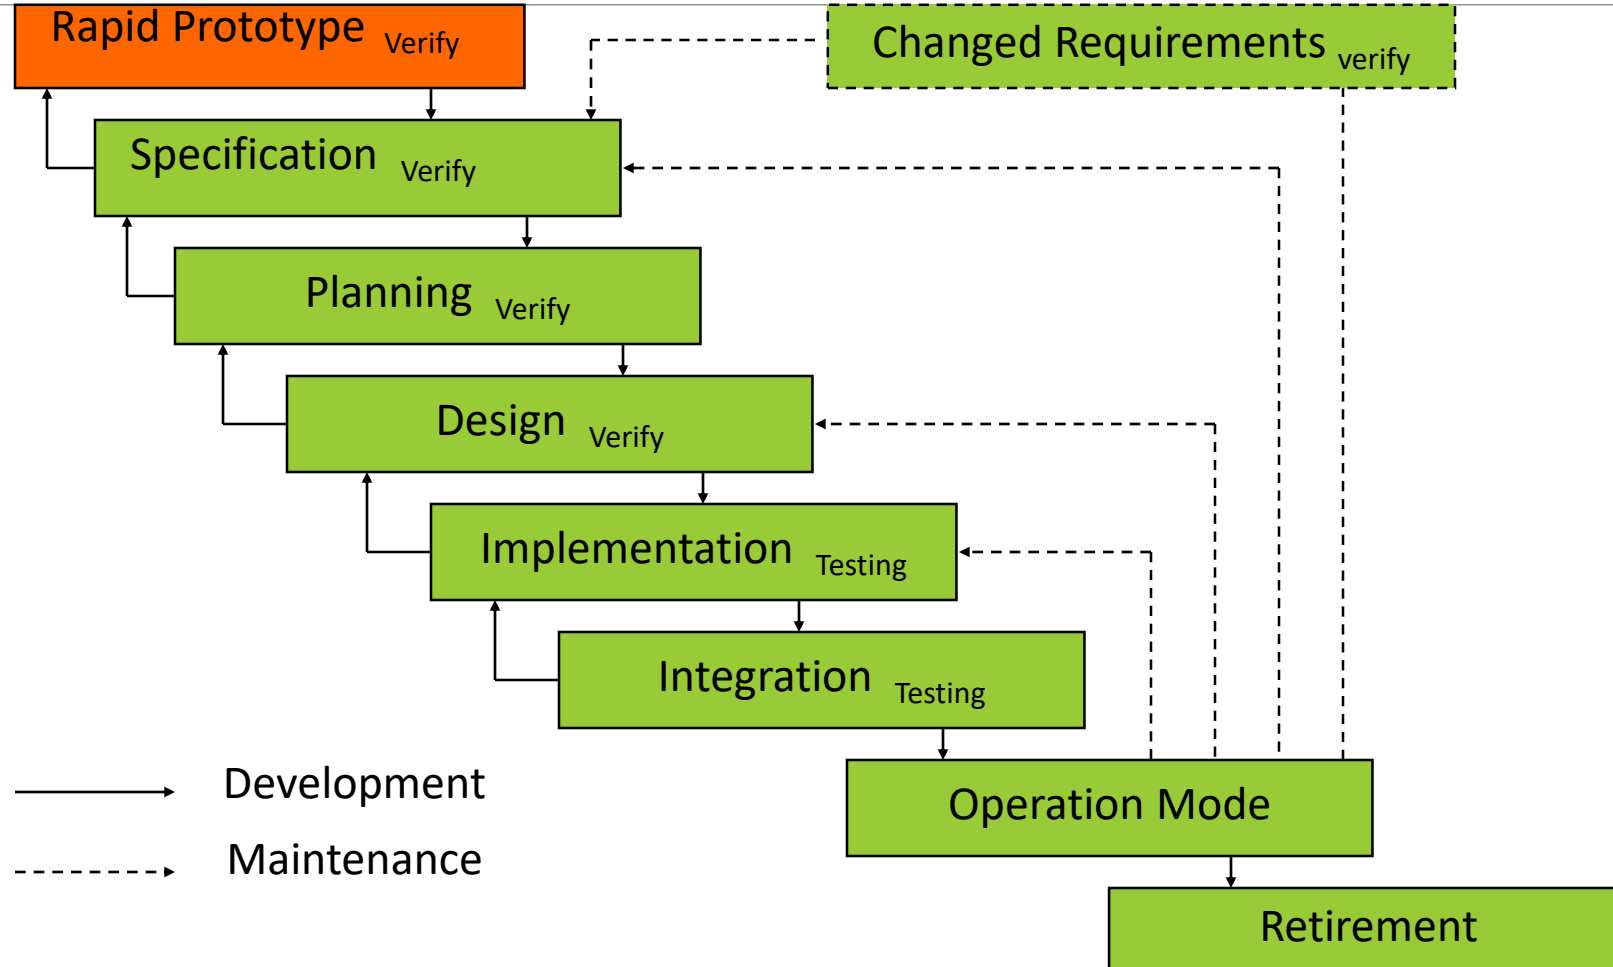 Rapid Prototype Verify
Changed Requirements verify
Specification Verify
Planning Verify
Design Verify
Implementation Testing
Integration Testing
Development
Operation Mode
Maintenance
Retirement